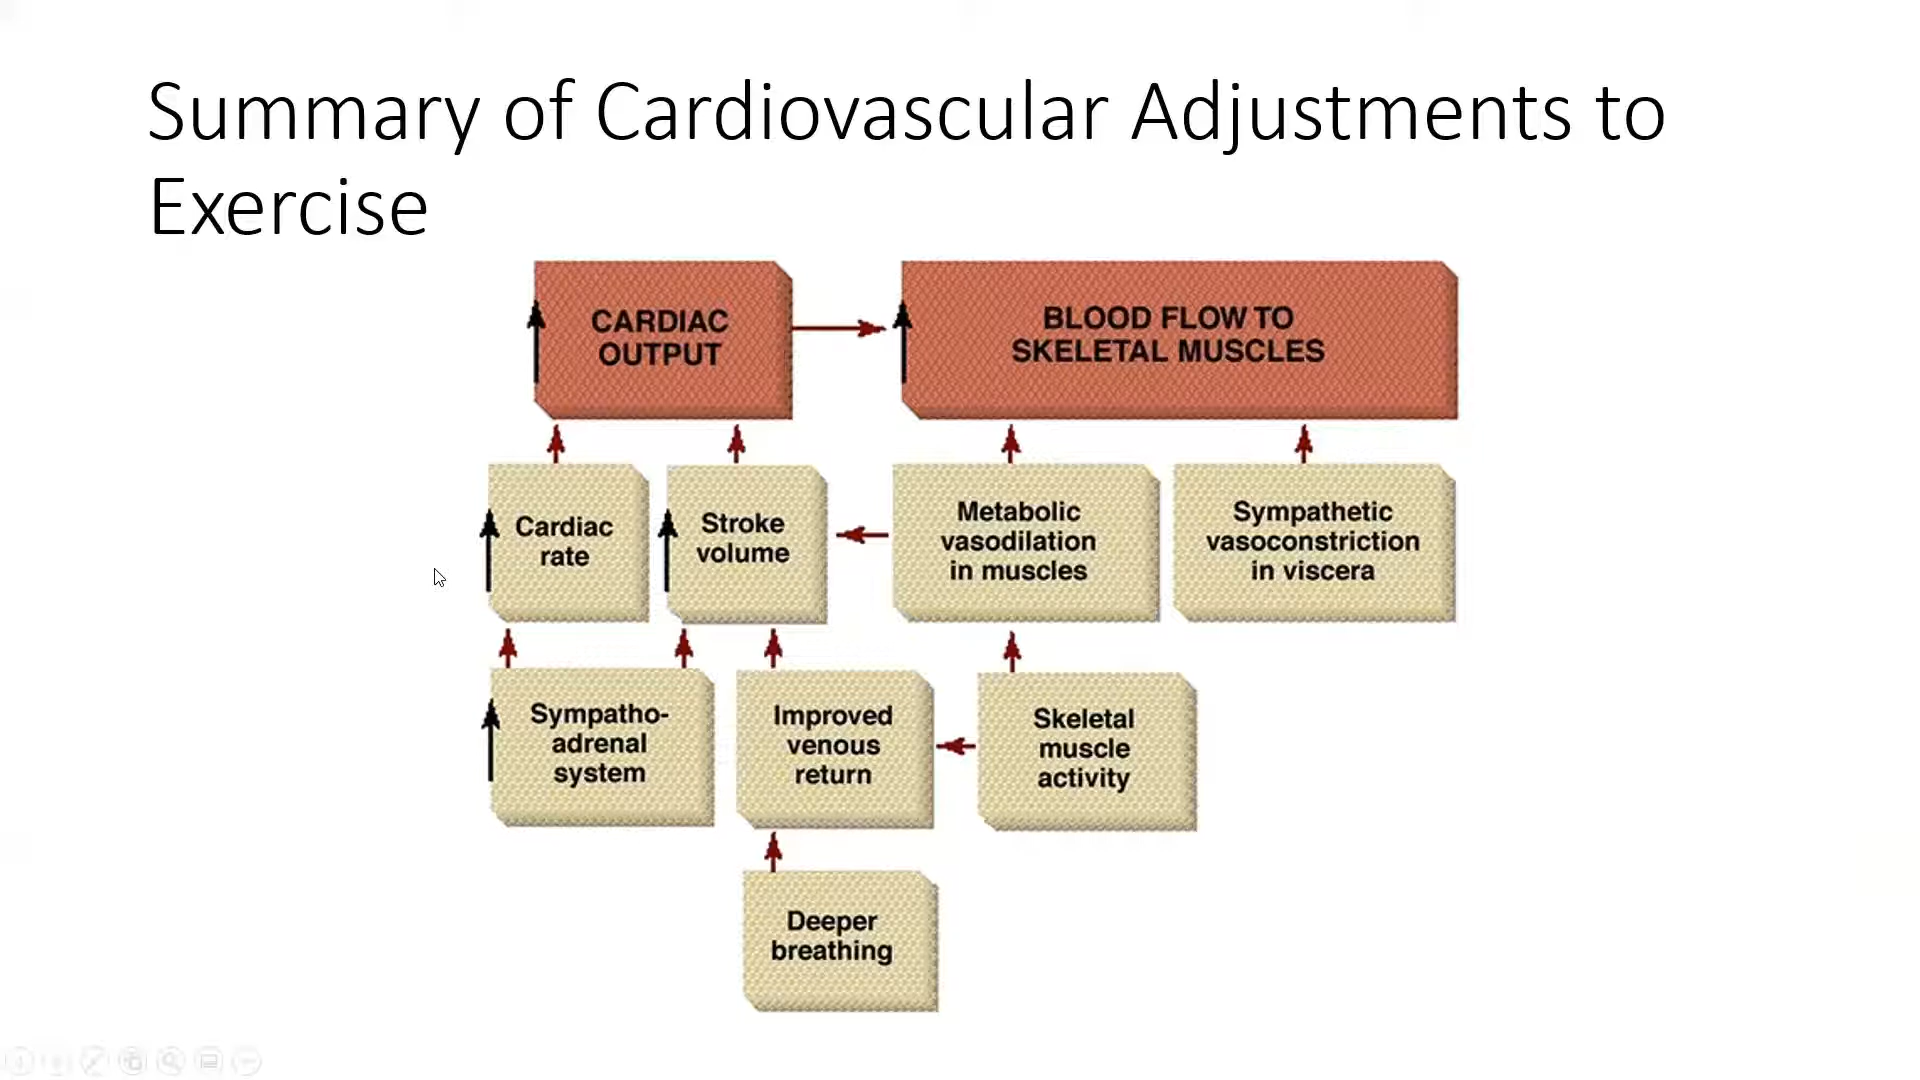 Summary of Cardiovascular Adjustments to
Exercise
CARDIAC
OUTPUT
BLOOD FLOW TO
SKELETAL MUSCLES
Cardiac
rate
Stroke
volume
Metabolic
vasodilation
in muscles
Sympathetic
vasoconstriction
in viscera
Sympatho-
adrenal
system
Improved
venous
return
Skeletal
muscle
activity
Deeper
breathing